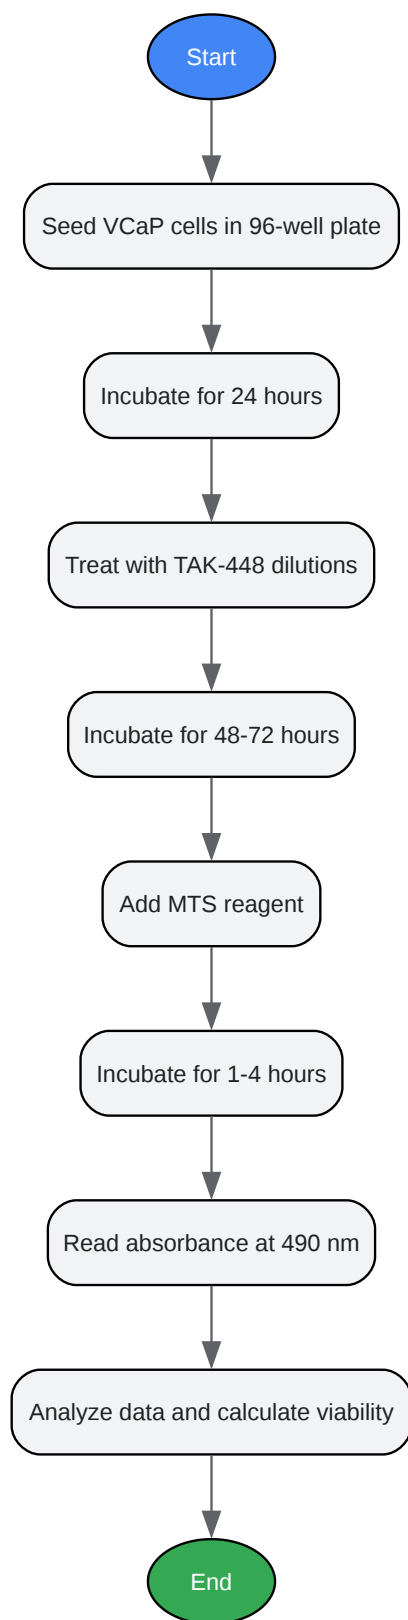 Start
Seed VCaP cells in 96-well plate
Incubate for 24 hours
Treat with TAK-448 dilutions
Incubate for 48-72 hours
Add MTS reagent
Incubate for 1-4 hours
Read absorbance at 490 nm
Analyze data and calculate viability
End